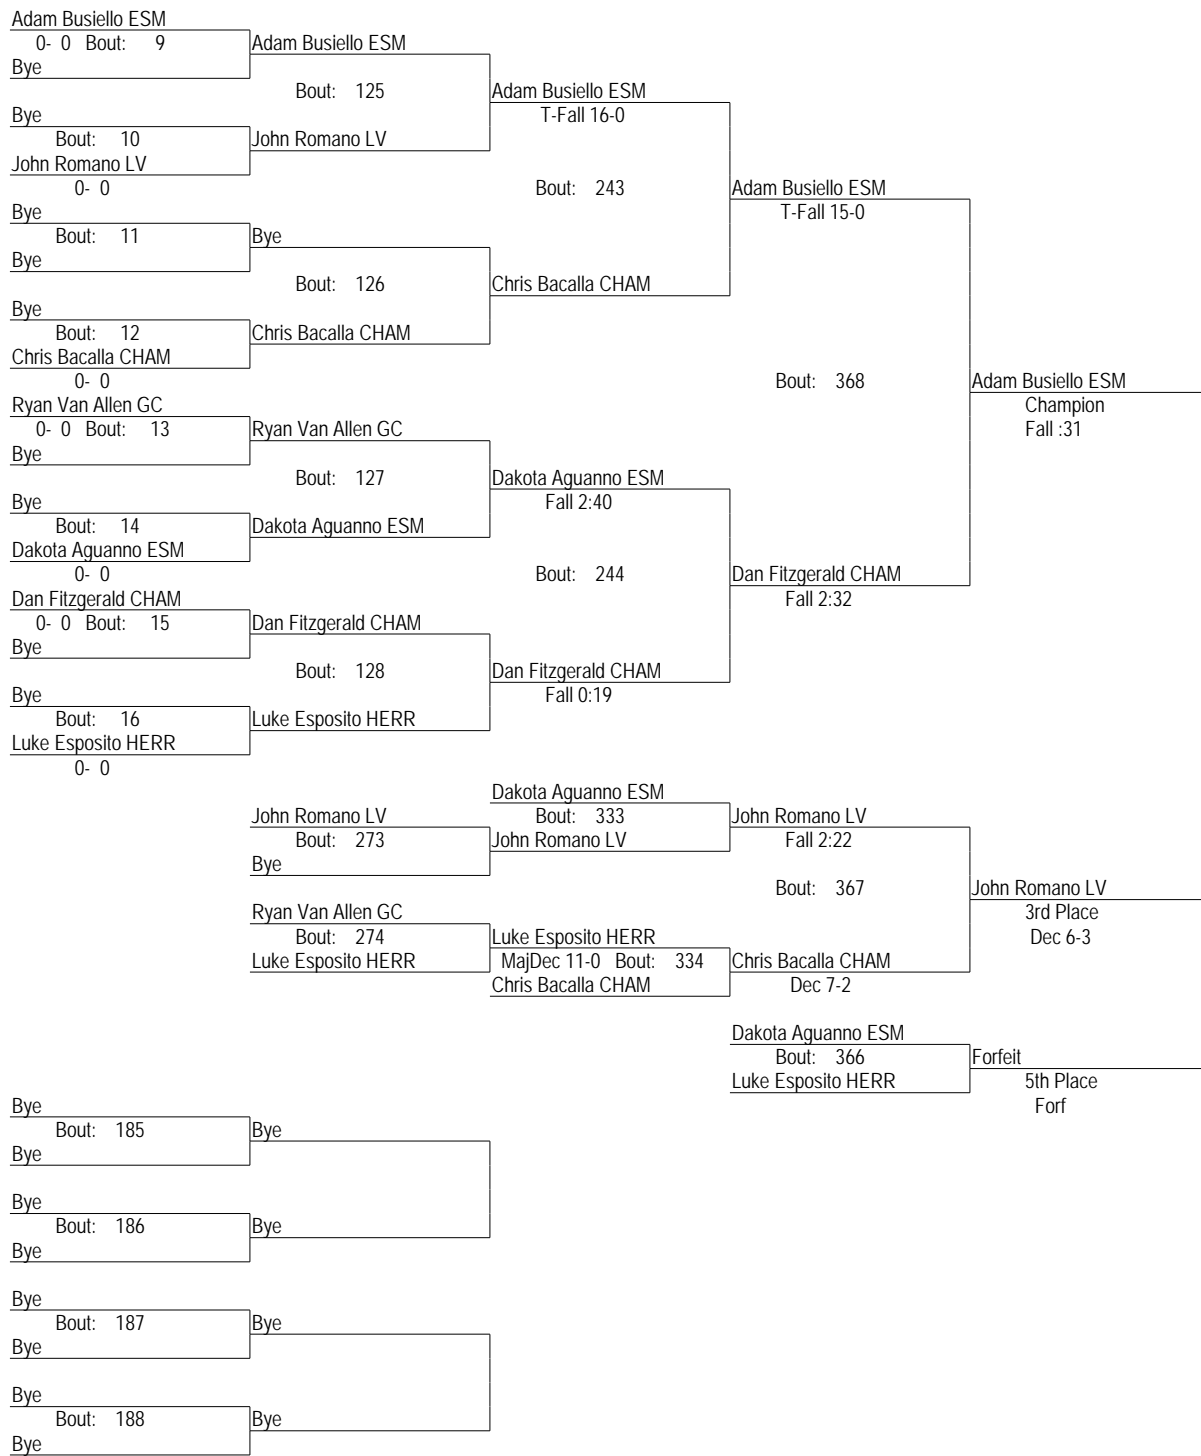 Adam Busiello ESM
0- 0 Bout: 9 Adam Busiello ESM
Bye
Bout: 125 Adam Busiello ESM
Bye T-Fall 16-0
Bout: 10 John Romano LV
John Romano LV
0- 0 Bout: 243 Adam Busiello ESM
Bye T-Fall 15-0
Bout: 11 Bye
Bye
Bout: 126 Chris Bacalla CHAM
Bye
Bout: 12 Chris Bacalla CHAM
Chris Bacalla CHAM
0- 0 Bout: 368 Adam Busiello ESM
Ryan Van Allen GC Champion
0- 0 Bout: 13 Ryan Van Allen GC Fall :31
Bye
Bout: 127 Dakota Aguanno ESM
Bye Fall 2:40
Bout: 14 Dakota Aguanno ESM
Dakota Aguanno ESM
0- 0 Bout: 244 Dan Fitzgerald CHAM
Dan Fitzgerald CHAM Fall 2:32
0- 0 Bout: 15 Dan Fitzgerald CHAM
Bye
Bout: 128 Dan Fitzgerald CHAM
Bye Fall 0:19
Bout: 16 Luke Esposito HERR
Luke Esposito HERR
0- 0
Dakota Aguanno ESM
John Romano LV Bout: 333 John Romano LV
Bout: 273 John Romano LV Fall 2:22
Bye
Bout: 367 John Romano LV
Ryan Van Allen GC 3rd Place
Bout: 274 Luke Esposito HERR Dec 6-3
Luke Esposito HERR MajDec 11-0 Bout: 334 Chris Bacalla CHAM
Chris Bacalla CHAM Dec 7-2
Dakota Aguanno ESM
Bout: 366 Forfeit
Luke Esposito HERR 5th Place
Bye Forf
Bout: 185 Bye
Bye
Bye
Bout: 186 Bye
Bye
Bye
Bout: 187 Bye
Bye
Bye
Bout: 188 Bye
Bye